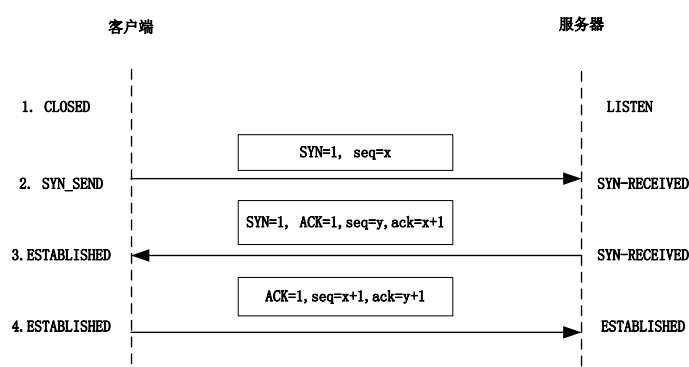 客户端
服务器
1. CLOSED
LISTEN
SYN=1, seq=x
2. SYN_SEND
SYN-RECEIVED
SYN=1, ACK=1,seq=y,ack=x+1
3.ESTABLISHED
SYN-RECEIVED
ACK=1,seq=x+1,ack=y+1
4.ESTABLISHED
ESTABLISHED